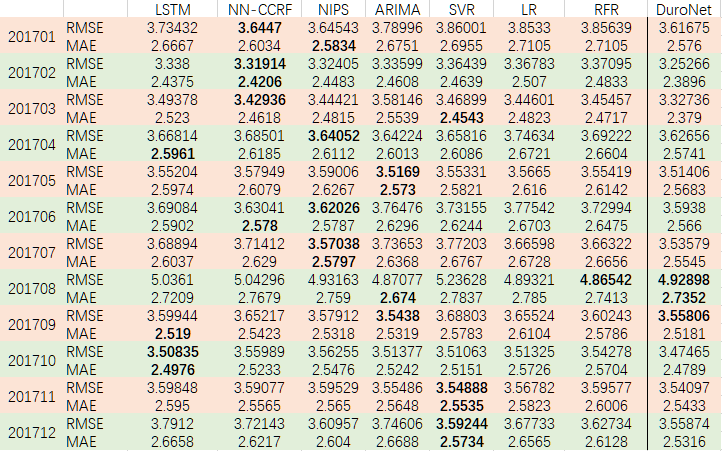 LSTM NN-CCRF NIPS ARIMA SVR LR RFR DuroNet
201701 RMSE 3.73432 3.6447 3.64543 3.78996 3.86001 3.8533 3.85639 3.61675
MAE 2.6667 2.6034 2.5834 2.6751 2.6955 2.7105 2.7105 2.576
201702 RMSE 3.338 3.31914 3.32405 3.33599 3.36439 3.36783 3.37095 3.25266
MAE 2.4375 2.4206 2.4483 2.4608 2.4639 2.507 2.4833 2.3896
201703 RMSE 3.49378 3.42936 3.44421 3.58146 3.46899 3.44601 3.45457 3.32736
MAE 2.523 2.4618 2.4815 2.5539 2.4543 2.4823 2.4717 2.379
201704 RMSE 3.66814 3.68501 3.64052 3.64224 3.65816 3.74634 3.69222 3.62656
MAE 2.5961 2.6185 2.6112 2.6013 2.6086 2.6721 2.6604 2.5741
201705 RMSE 3.55204 3.57949 3.59006 3.5169 3.55331 3.5665 3.55419 3.51406
MAE 2.5974 2.6079 2.6267 2.573 2.5821 2.616 2.6142 2.5683
201706 RMSE 3.69084 3.63041 3.62026 3.76476 3.73155 3.77542 3.72994 3.5938
MAE 2.5902 2.578 2.5787 2.6296 2.6244 2.6703 2.6475 2.566
201707 RMSE 3.68894 3.71412 3.57038 3.73653 3.77203 3.66598 3.66322 3.53579
MAE 2.6037 2.629 2.5797 2.6368 2.6767 2.6728 2.6656 2.5545
201708 RMSE 5.0361 5.04296 4.93163 4.87077 5.23628 4.89321 4.86542 4.92898
MAE 2.7209 2.7679 2.759 2.674 2.7837 2.785 2.7413 2.7352
201709 RMSE 3.59944 3.65217 3.57912 3.5438 3.68803 3.65524 3.60243 3.55806
MAE 2.519 2.5423 2.5318 2.5319 2.5783 2.6104 2.5786 2.5181
201710 RMSE 3.50835 3.55989 3.56255 3.51377 3.51063 3.51325 3.54278 3.47465
MAE 2.4976 2.5233 2.5476 2.5242 2.5151 2.5726 2.5704 2.4789
201711 RMSE 3.59848 3.59077 3.59529 3.55486 3.54888 3.56782 3.59577 3.54097
MAE 2.595 2.5565 2.565 2.5648 2.5535 2.5823 2.6006 2.5433
201712 RMSE 3.7912 3.72143 3.60957 3.74606 3.59244 3.67733 3.62734 3.55874
MAE 2.6658 2.6217 2.604 2.6688 2.5734 2.6565 2.6128 2.5316